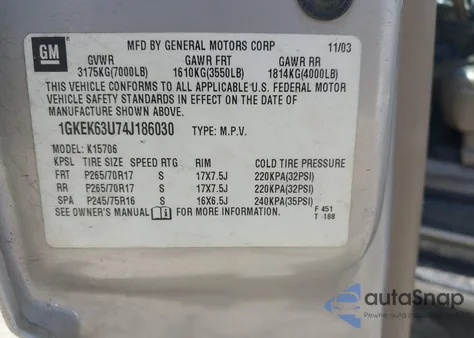 GM
MFD BY GENERAL MOTORS CORP 11/03
GVWR GAWR FRT GAWR RR
3175KG(7000LB) 1610KG(3550LB) 1814KG(4000LB)
THIS VEHICLE CONFORMS TO ALL APPLICABLE U.S. FEDERAL MOTOR
VEHICLE SAFETY STANDARDS IN EFFECT ON THE DATE OF
MANUFACTURE SHOWN ABOVE.
1GKEK63U74J186030 TYPE: M.P.V.
MODEL: K15706
KPSL TIRE SIZE SPEED RTG RIM COLD TIRE PRESSURE
FRT P265/70R17 S 17X7.5J 220KPA(32PSI)
RR P265/70R17 S 17X7.5J 220KPA(32PSI)
SPA P245/75R16 S 16X6.5J 240KPA(35PSI)
SEE OWNER'S MANUAL FOR MORE INFORMATION F 451
T 188
autoSnap
Pewne auto